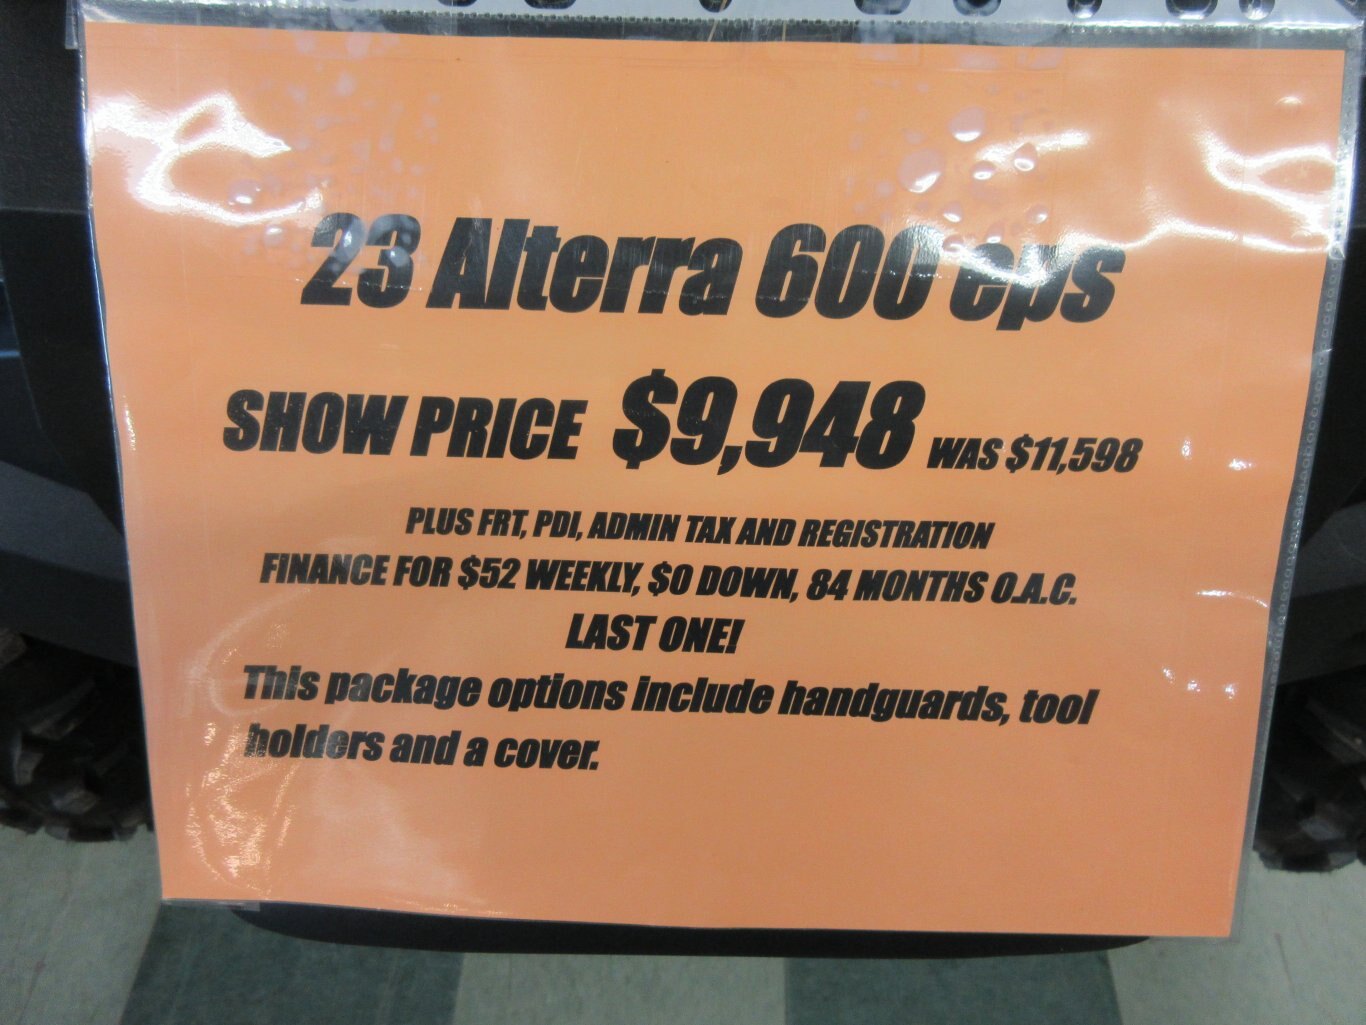 23 Alterra 600 eps
SHOW PRICE $9,948 WAS $11,598
PLUS FRT, PDI, ADMIN TAX AND REGISTRATION
FINANCE FOR $52 WEEKLY, $0 DOWN, 84 MONTHS O.A.C.
LAST ONE!
This package options include handguards, tool
holders and a cover.